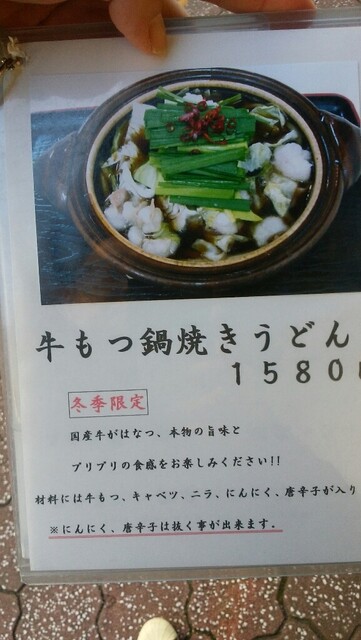 牛もつ鍋焼きうどん
1580
冬季限定
国産牛がはなつ、本物の旨味と
プリプリの食感をお楽しみください!!
材料には牛もつ、キャベツ、ニラ、にんにく、唐辛子が入り
※にんにく、唐辛子は抜く事が出来ます。